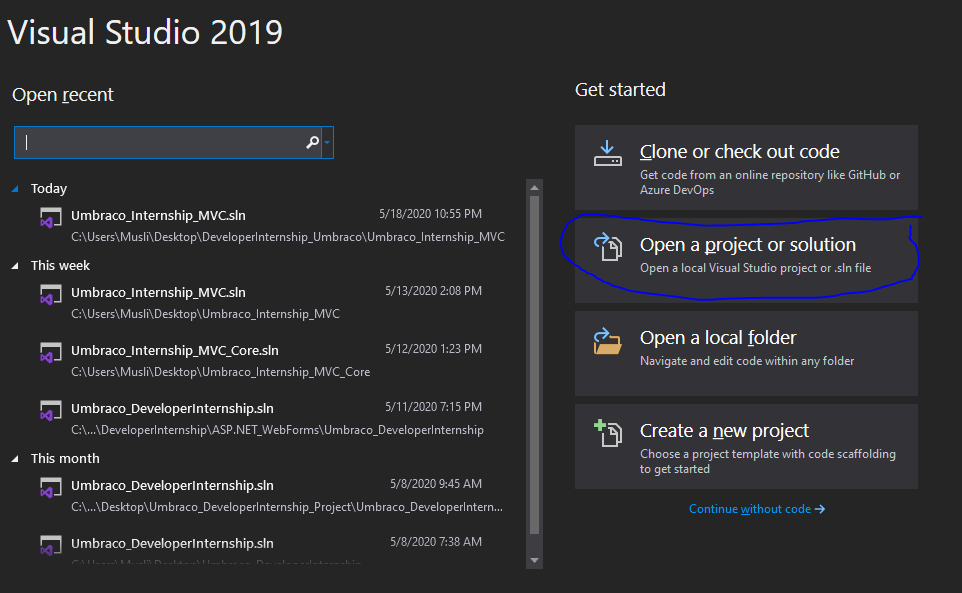 Visual Studio 2019
Open recent
Today
Umbraco_Internship_MVC.sln 5/18/2020 10:55 PM
C:\Users\Musli\Desktop\DeveloperInternship_Umbraco\Umbraco_Internship_MVC
This week
Umbraco_Internship_MVC.sln 5/13/2020 2:08 PM
C:\Users\Musli\Desktop\Umbraco_Internship_MVC
Umbraco_Internship_MVC_Core.sln 5/12/2020 1:23 PM
C:\Users\Musli\Desktop\Umbraco_Internship_MVC_Core
Umbraco_DeveloperInternship.sln 5/11/2020 7:15 PM
C:\...\DeveloperInternship\ASP.NET_WebForms\Umbraco_DeveloperInternship
This month
Umbraco_DeveloperInternship.sln 5/8/2020 9:45 AM
C:\...\Desktop\Umbraco_DeveloperInternship_Project\Umbraco_DeveloperIntern...
Umbraco_DeveloperInternship.sln 5/8/2020 7:38 AM
Get started
Clone or check out code
Get code from an online repository like GitHub or
Azure DevOps
Open a project or solution
Open a local Visual Studio project or .sln file
Open a local folder
Navigate and edit code within any folder
Create a new project
Choose a project template with code scaffolding
to get started
Continue without code →